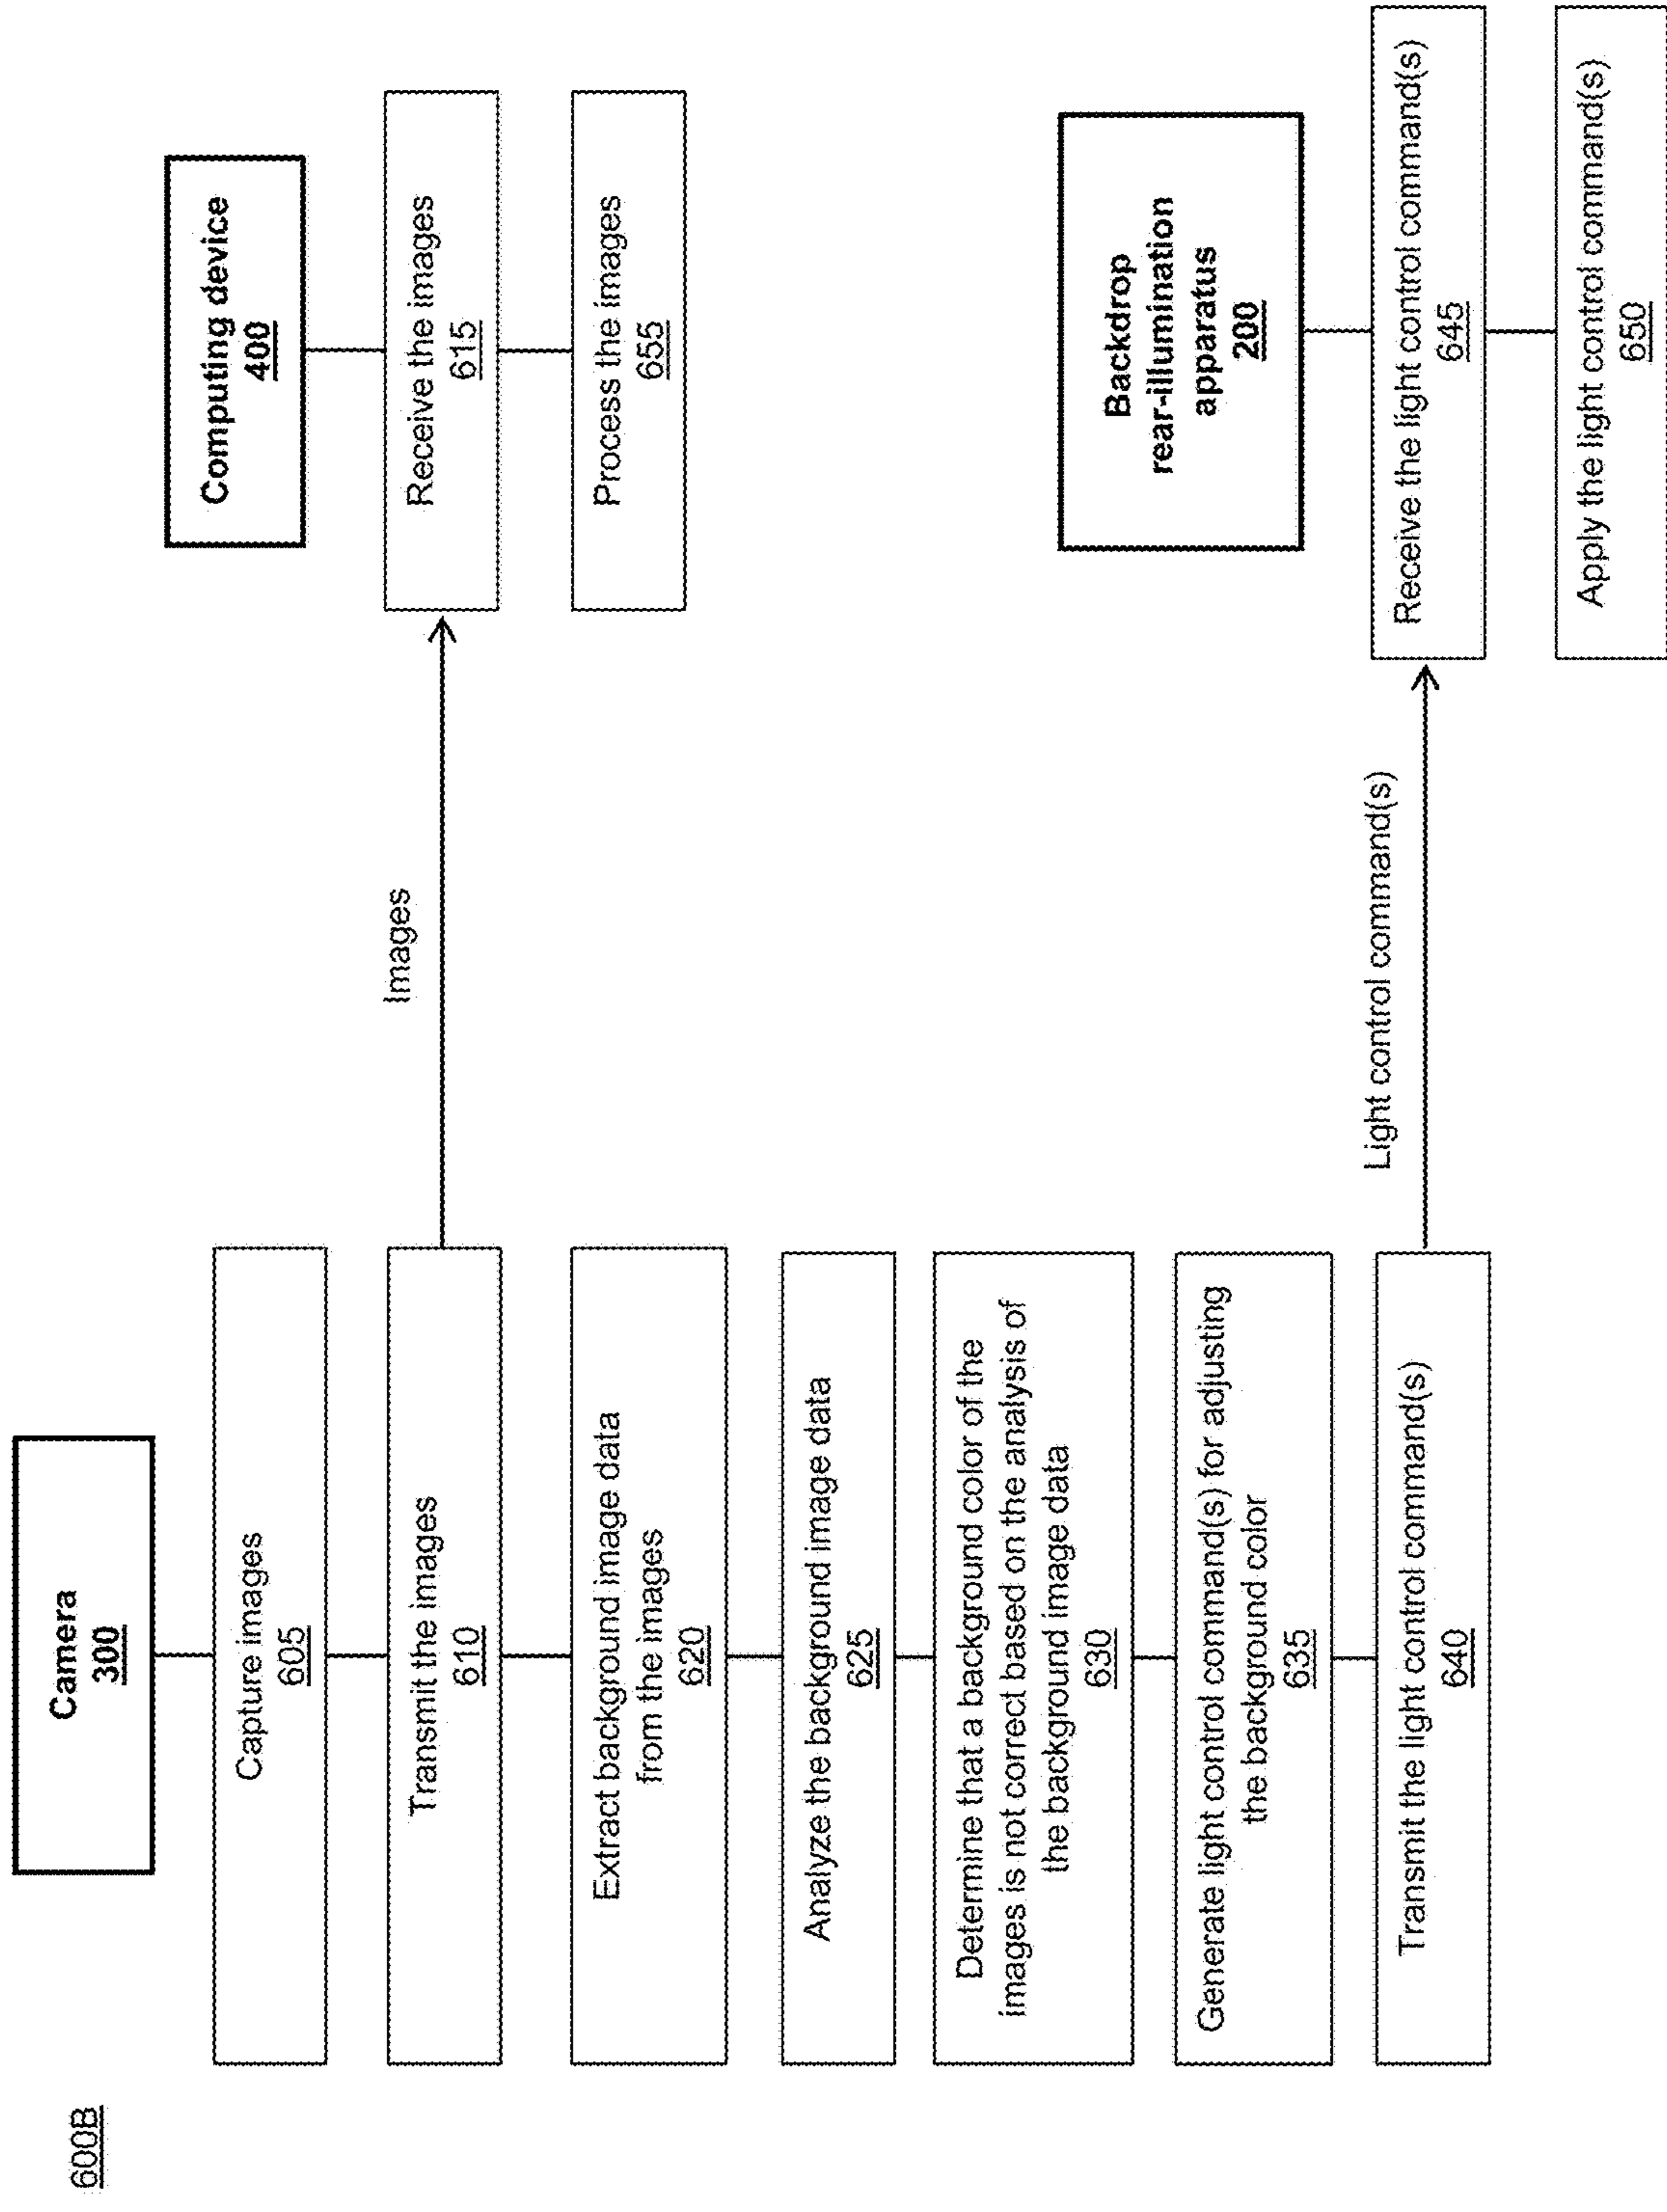 600B
Camera
300
Capture images
605
Transmit the images
610
Extract background image data
from the images
620
Analyze the background image data
625
Determine that a background color of the
images is not correct based on the analysis of
the background image data
630
Generate light control command(s) for adjusting
the background color
635
Transmit the light control command(s)
640
Images
Light control command(s)
Computing device
400
Receive the images
615
Process the images
655
Backdrop
rear-illumination
apparatus
200
Receive the light control command(s)
645
Apply the light control command(s)
650